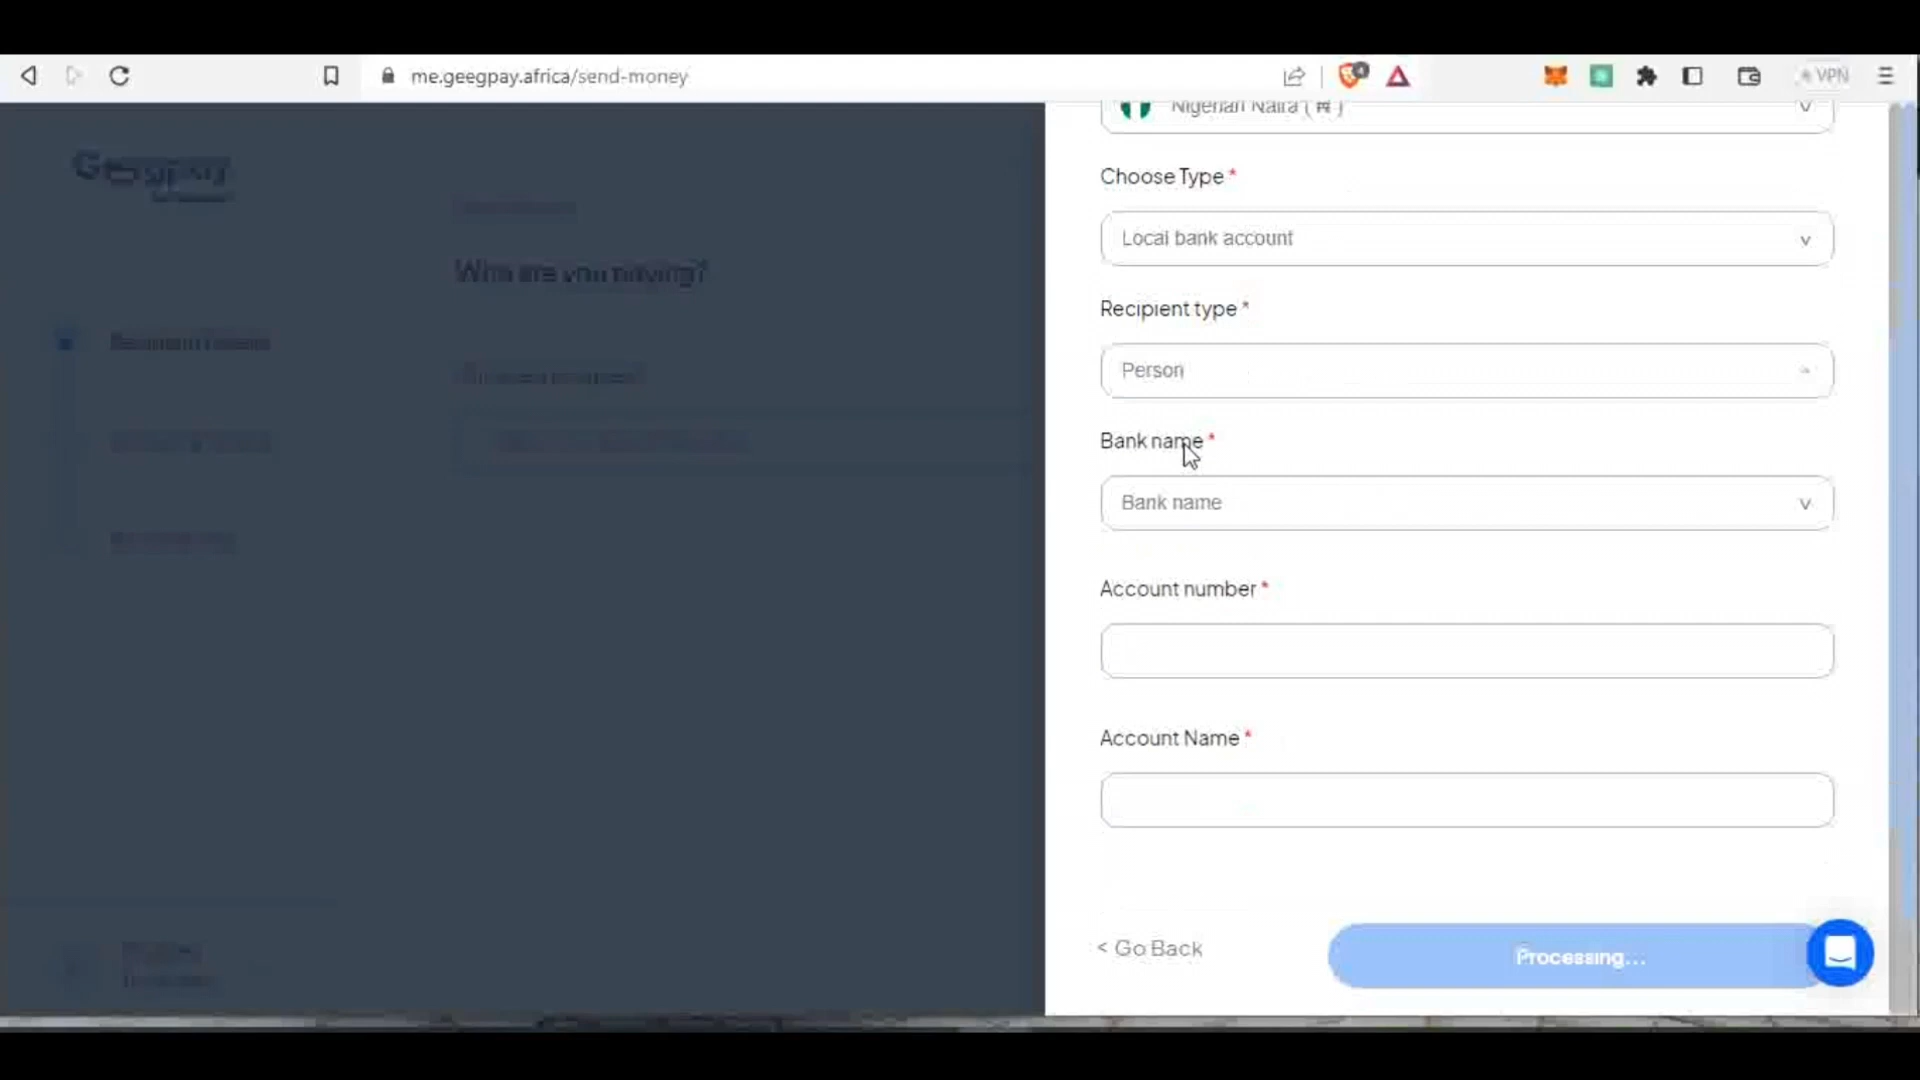 me.geegpay.africa/send-money
VPN
Geegpay
Nigerian Naira ( ₦ )
Who are you paying?
Choose Type *
Local bank account
Recipient type *
Person
Bank name *
Bank name
Account number *
Account Name *
< Go Back
Processing...